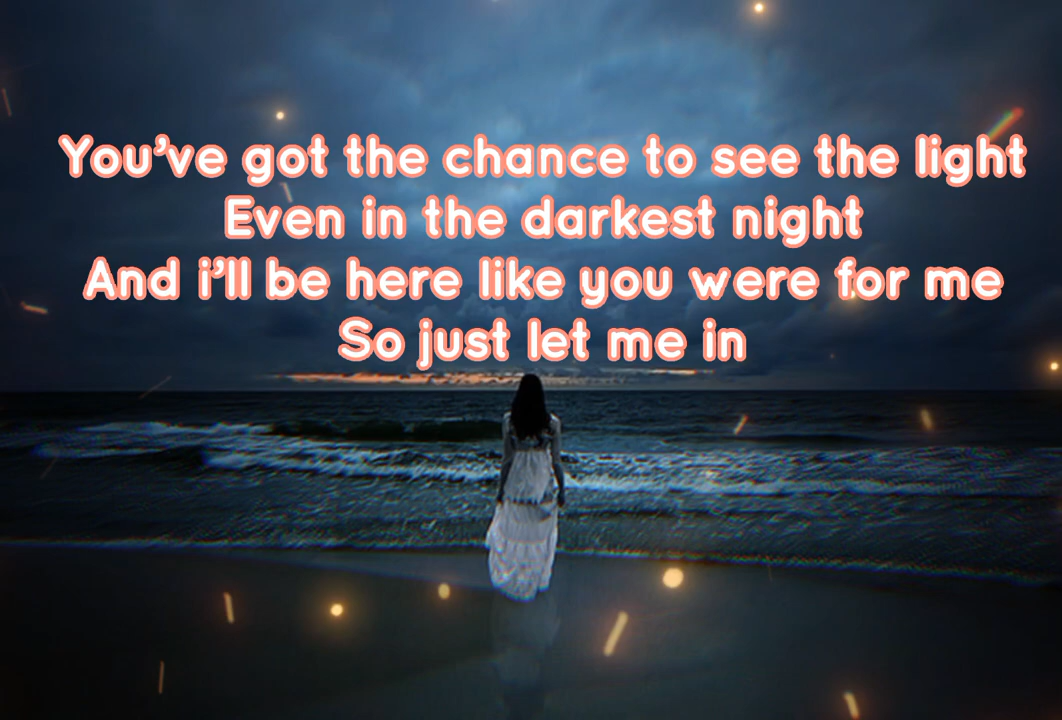 You've got the chance to see the light
Even in the darkest night
And i'll be here like you were for me
So just let me in